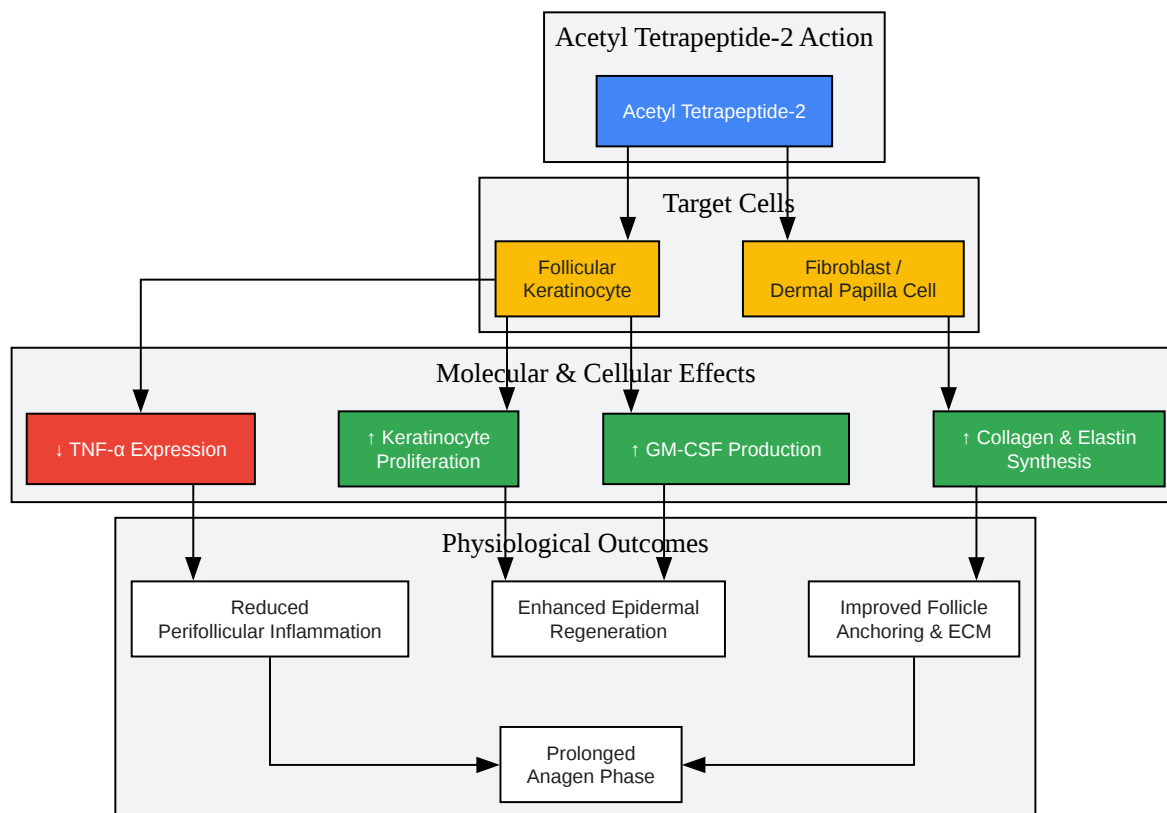 Acetyl Tetrapeptide-2 Action
Acetyl Tetrapeptide-2
Target Cells
Follicular
Keratinocyte
Fibroblast /
Dermal Papilla Cell
Molecular & Cellular Effects
↓ TNF-α Expression
↑ Keratinocyte
Proliferation
↑ GM-CSF Production
↑ Collagen & Elastin
Synthesis
Physiological Outcomes
Reduced
Perifollicular Inflammation
Enhanced Epidermal
Regeneration
Improved Follicle
Anchoring & ECM
Prolonged
Anagen Phase